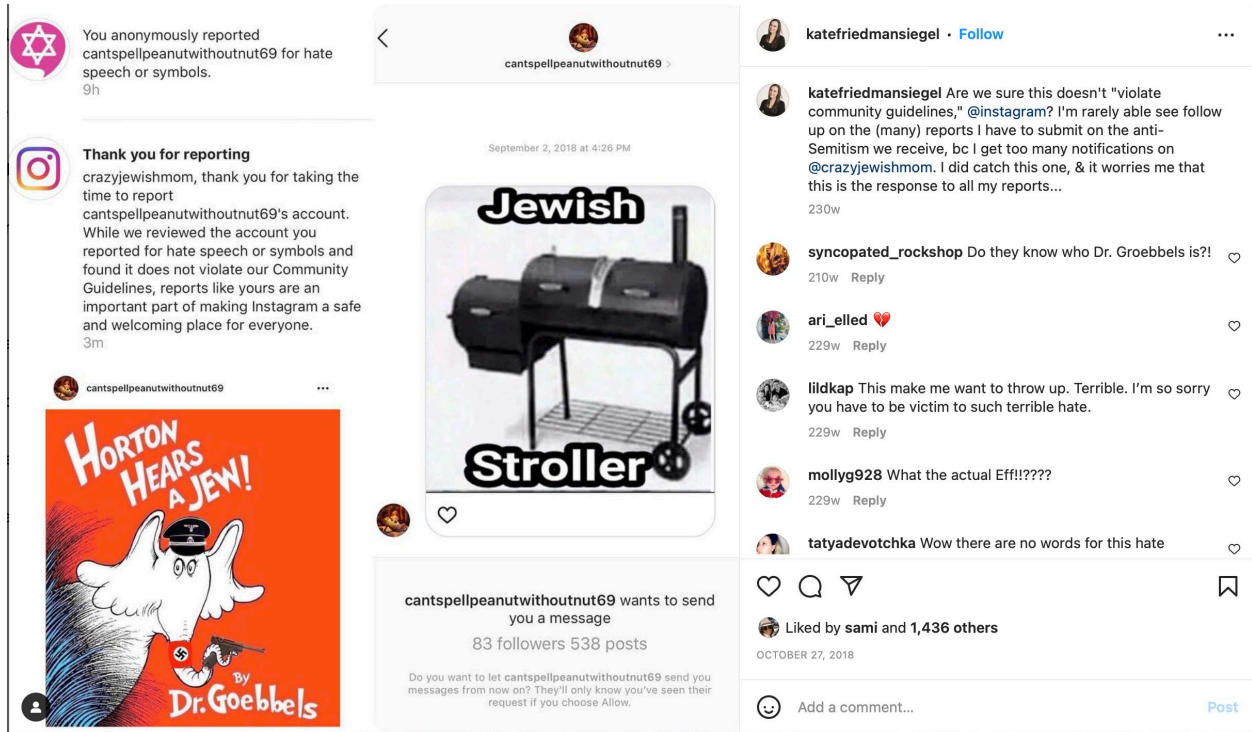 You anonymously reported
cantspellpeanutwithoutnut69 for hate
speech or symbols.
9h
Thank you for reporting
crazyjewishmom, thank you for taking the
time to report
cantspellpeanutwithoutnut69's account.
While we reviewed the account you
reported for hate speech or symbols and
found it does not violate our Community
Guidelines, reports like yours are an
important part of making Instagram a safe
and welcoming place for everyone.
3m
cantspellpeanutwithoutnut69
HORTON
HEARS
A JEW!
By
Dr. Goebbels
cantspellpeanutwithoutnut69
September 2, 2018 at 4:26 PM
Jewish
Stroller
cantspellpeanutwithoutnut69 wants to send
you a message
83 followers 538 posts
Do you want to let cantspellpeanutwithoutnut69 send you
messages from now on? They'll only know you've seen their
request if you choose Allow.
katefriedmansiegel • Follow
katefriedmansiegel Are we sure this doesn't "violate
community guidelines," @instagram? I'm rarely able see follow
up on the (many) reports I have to submit on the anti-
Semitism we receive, bc I get too many notifications on
@crazyjewishmom. I did catch this one, & it worries me that
this is the response to all my reports...
230w
syncopated_rockshop Do they know who Dr. Groebbels is?!
210w Reply
ari_elled 💔
229w Reply
lildkap This make me want to throw up. Terrible. I'm so sorry
you have to be victim to such terrible hate.
229w Reply
mollyg928 What the actual Eff!!????
229w Reply
tatyadevotchka Wow there are no words for this hate
Liked by sami and 1,436 others
OCTOBER 27, 2018
Add a comment... Post